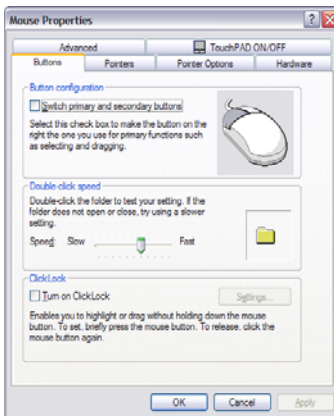 Mouse Properties
Advanced
TouchPAD ON/OFF
Buttons
Pointers
Pointer Options
Hardware
Button configuration
Switch primary and secondary buttons
Select this check box to make the button on the
right the one you use for primary functions such
as selecting and dragging.
Double-click speed
Double-click the folder to test your setting. If the
folder does not open or close, try using a slower
setting.
Speed: Slow Fast
ClickLock
Turn on ClickLock
Settings...
Enables you to highlight or drag without holding down the mouse
button. To set, briefly press the mouse button. To release, click the
mouse button again.
OK
Cancel
Apply